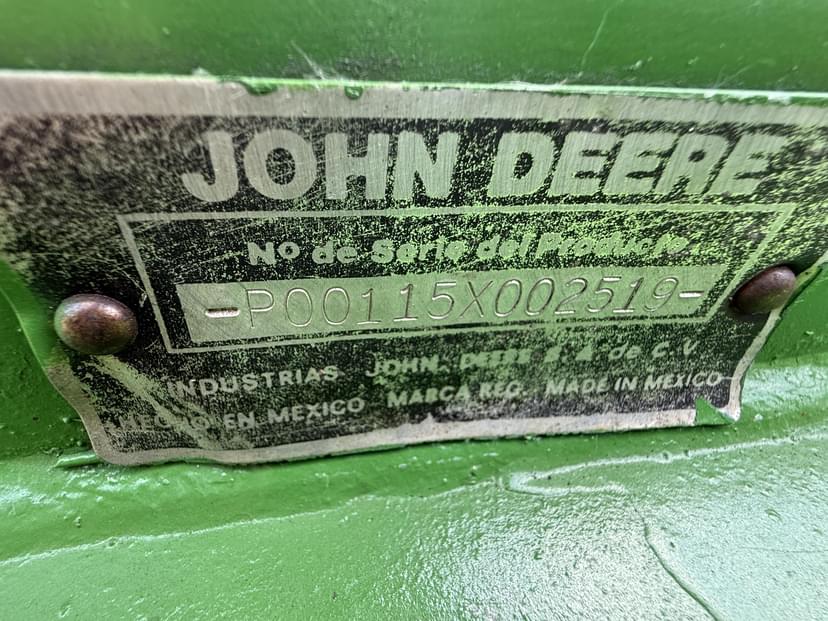 JOHN DEERE
Nº de Serie del Producto
-P00115X002519-
INDUSTRIAS JOHN DEERE S.A. de C.V
HECHO EN MEXICO MARCA REG. MADE IN MEXICO